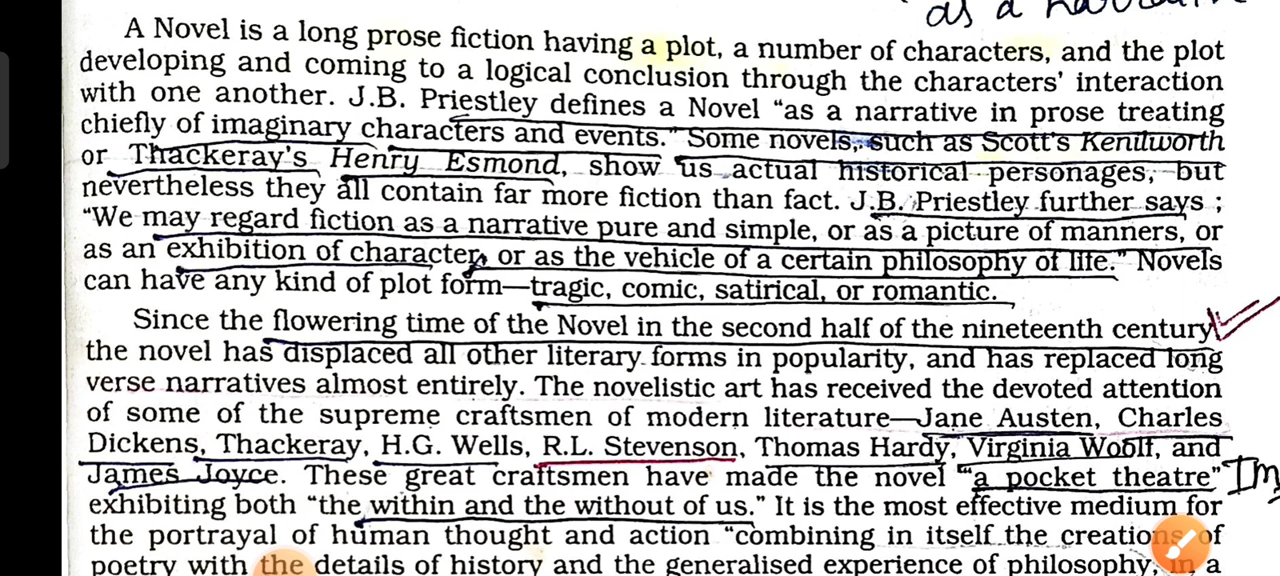 as a
A Novel is a long prose fiction having a plot, a number of characters, and the plot
developing and coming to a logical conclusion through the characters' interaction
with one another. J.B. Priestley defines a Novel “as a narrative in prose treating
chiefly of imaginary characters and events.” Some novels, such as Scott's Kenilworth
or Thackeray's Henry Esmond, show us actual historical personages, but
nevertheless they all contain far more fiction than fact. J.B. Priestley further says ;
“We may regard fiction as a narrative pure and simple, or as a picture of manners, or
as an exhibition of character, or as the vehicle of a certain philosophy of life.” Novels
can have any kind of plot form—tragic, comic, satirical, or romantic.
Since the flowering time of the Novel in the second half of the nineteenth century
the novel has displaced all other literary forms in popularity, and has replaced long
verse narratives almost entirely. The novelistic art has received the devoted attention
of some of the supreme craftsmen of modern literature—Jane Austen, Charles
Dickens, Thackeray, H.G. Wells, R.L. Stevenson, Thomas Hardy, Virginia Woolf, and
James Joyce. These great craftsmen have made the novel “a pocket theatre”
exhibiting both “the within and the without of us.” It is the most effective medium for
the portrayal of human thought and action “combining in itself the creations of
poetry with the details of history and the generalised experience of philosophy, in a